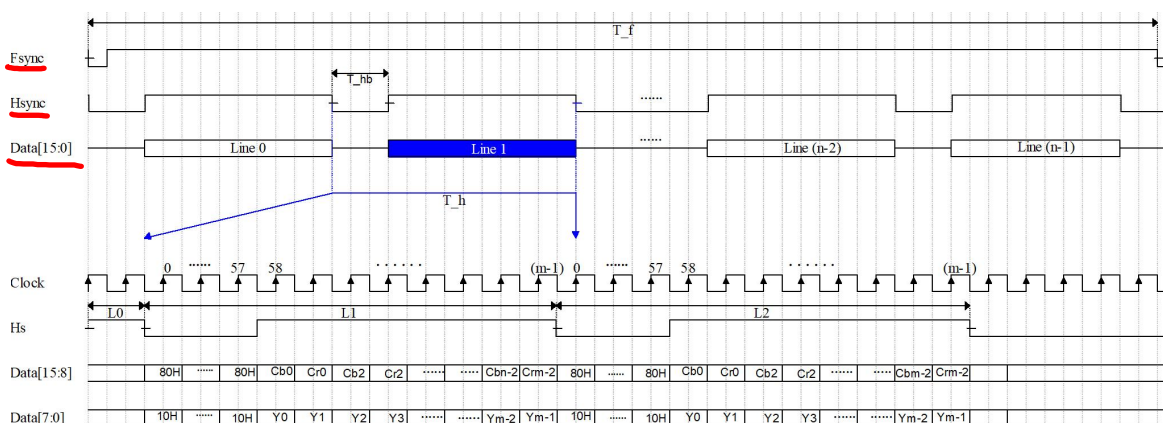 T_f
Fsync
T_hb
Hsync ......
Data[15:0] Line 0 Line 1 ...... Line (n-2) Line (n-1)
T_h
0 ...... 57 58 ...... (m-1) 0 ...... 57 58 ...... (m-1)
Clock
L0 L1 L2
Hs
Data[15:8] 80H ...... 80H Cb0 Cr0 Cb2 Cr2 ...... ...... Cbn-2 Crm-2 80H ...... 80H Cb0 Cr0 Cb2 Cr2 ...... ...... Cbm-2 Crm-2
Data[7:0] 10H ...... 10H Y0 Y1 Y2 Y3 ...... ...... Ym-2 Ym-1 10H ...... 10H Y0 Y1 Y2 Y3 ...... ...... Ym-2 Ym-1